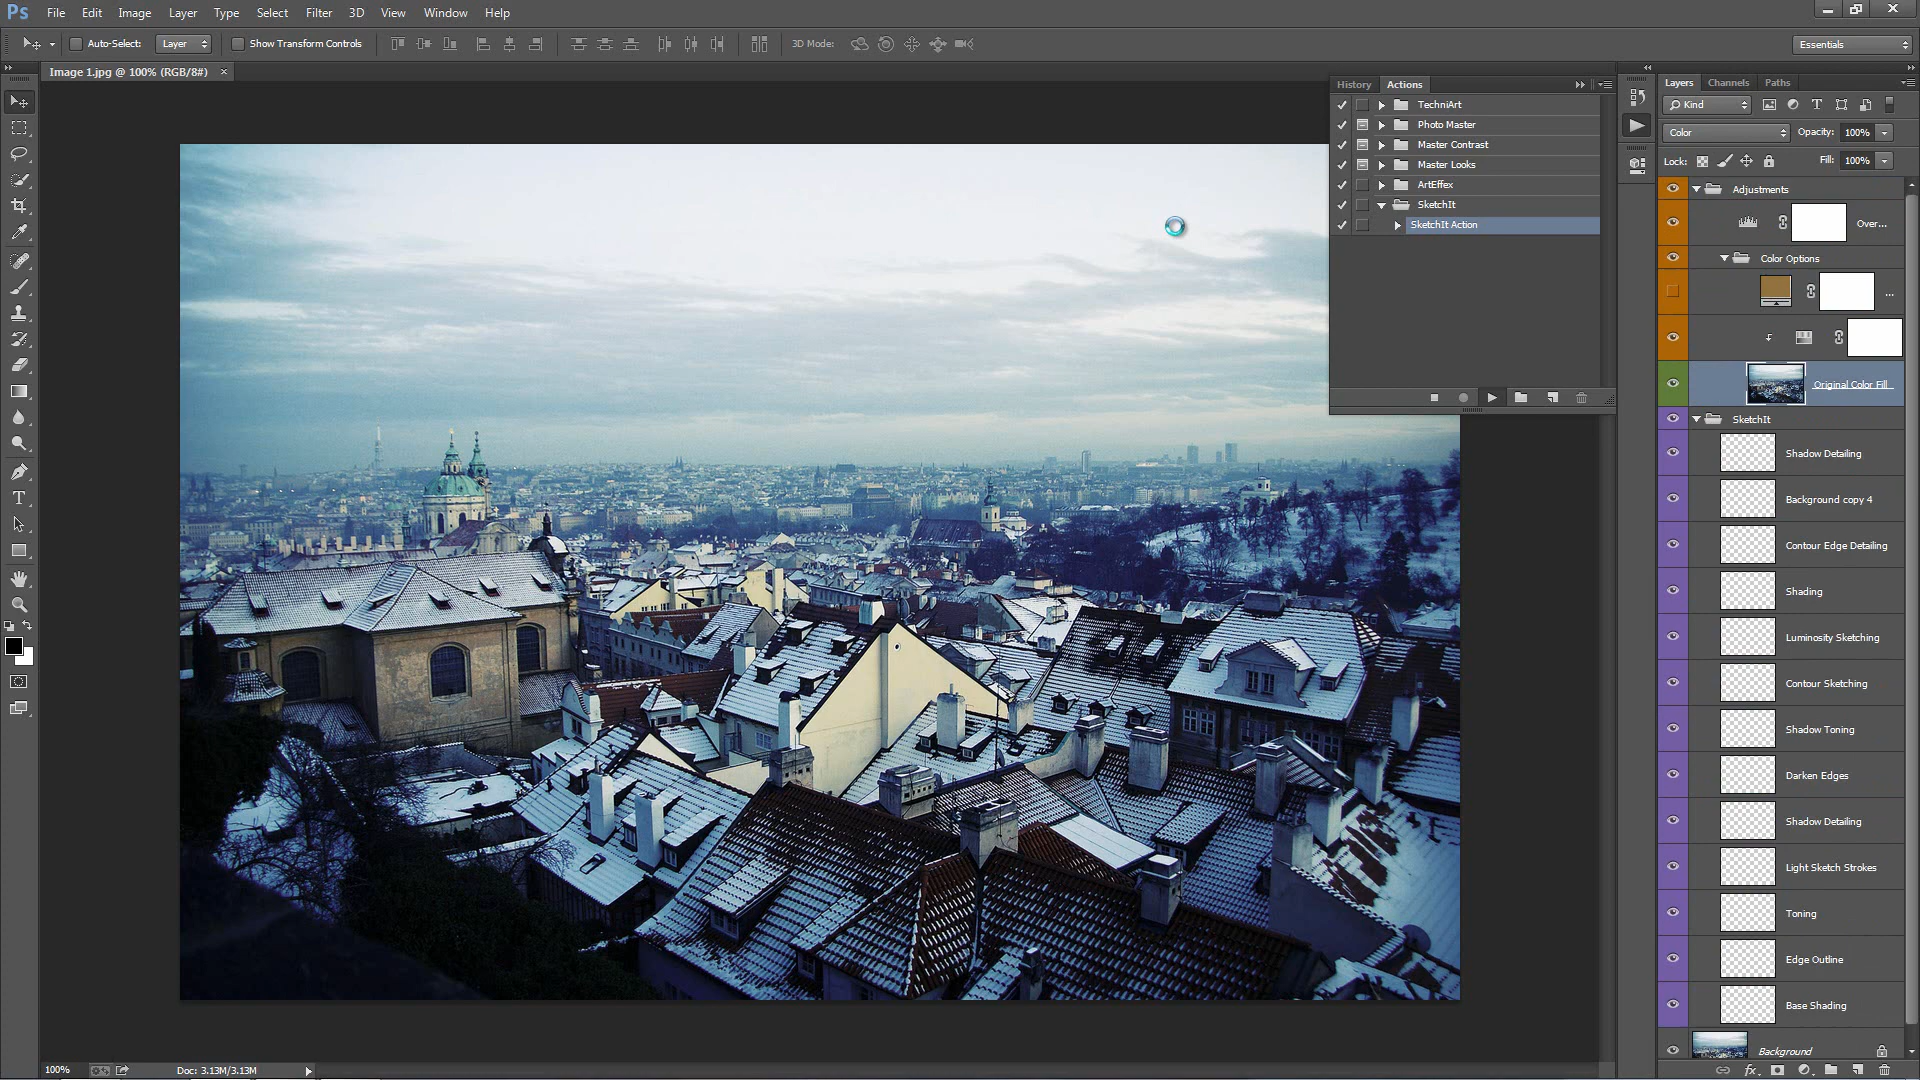 Ps File Edit Image Layer Type Select Filter 3D View Window Help
Auto-Select: Layer Show Transform Controls 3D Mode: Essentials
Image 1.jpg @ 100% (RGB/8#) ×
History Actions
TechniArt
Photo Master
Master Contrast
Master Looks
ArtEffex
SketchIt
SketchIt Action
Layers Channels Paths
Kind
Color Opacity: 100%
Lock: Fill: 100%
Adjustments
Over...
Color Options
...
Original Color Fill
SketchIt
Shadow Detailing
Background copy 4
Contour Edge Detailing
Shading
Luminosity Sketching
Contour Sketching
Shadow Toning
Darken Edges
Shadow Detailing
Light Sketch Strokes
Toning
Edge Outline
Base Shading
Background
100% Doc: 3.13M/3.13M